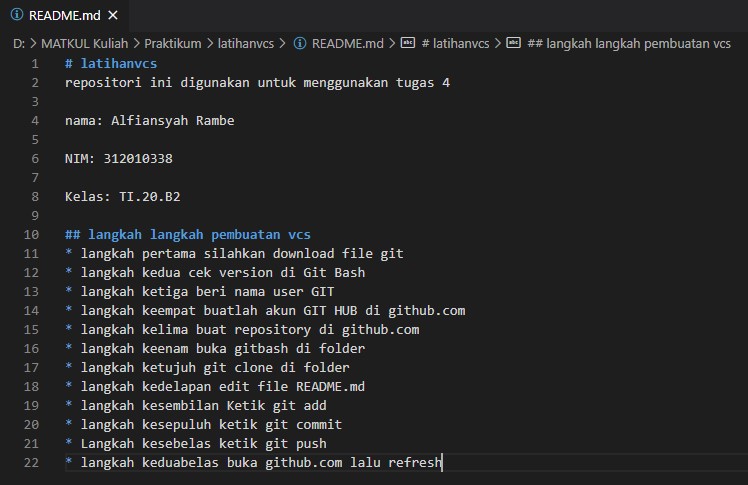 README.md
D: > MATKUL Kuliah > Praktikum > latihanvcs > README.md > # latihanvcs > ## langkah langkah pembuatan vcs
1 # latihanvcs
2 repositori ini digunakan untuk menggunakan tugas 4
3
4 nama: Alfiansyah Rambe
5
6 NIM: 312010338
7
8 Kelas: TI.20.B2
9
10 ## langkah langkah pembuatan vcs
11 * langkah pertama silahkan download file git
12 * langkah kedua cek version di Git Bash
13 * langkah ketiga beri nama user GIT
14 * langkah keempat buatlah akun GIT HUB di github.com
15 * langkah kelima buat repository di github.com
16 * langkah keenam buka gitbash di folder
17 * langkah ketujuh git clone di folder
18 * langkah kedelapan edit file README.md
19 * langkah kesembilan Ketik git add
20 * langkah kesepuluh ketik git commit
21 * Langkah kesebelas ketik git push
22 * langkah keduabelas buka github.com lalu refresh